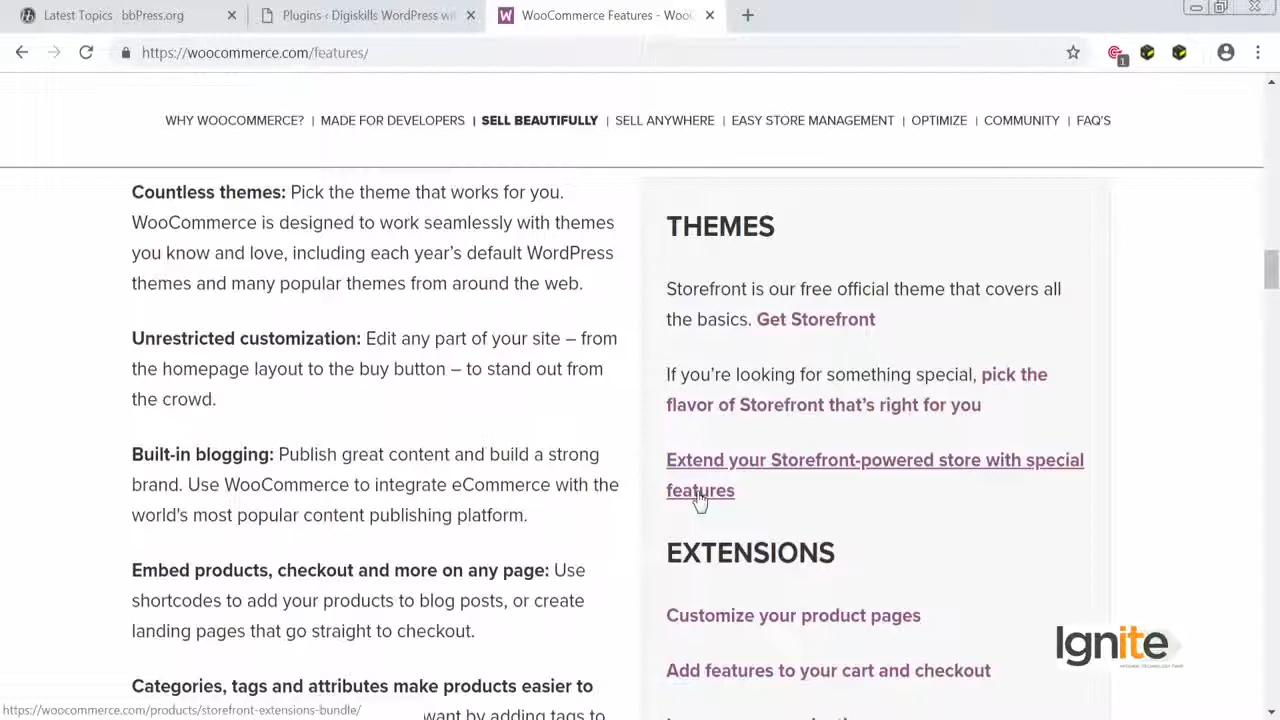 Latest Topics bbPress.org
Plugins ‹ Digiskills WordPress wit
WooCommerce Features - WooC
https://woocommerce.com/features/
1
WHY WOOCOMMERCE? | MADE FOR DEVELOPERS | SELL BEAUTIFULLY | SELL ANYWHERE | EASY STORE MANAGEMENT | OPTIMIZE | COMMUNITY | FAQ'S
Countless themes: Pick the theme that works for you.
WooCommerce is designed to work seamlessly with themes
you know and love, including each year’s default WordPress
themes and many popular themes from around the web.
Unrestricted customization: Edit any part of your site – from
the homepage layout to the buy button – to stand out from
the crowd.
Built-in blogging: Publish great content and build a strong
brand. Use WooCommerce to integrate eCommerce with the
world's most popular content publishing platform.
Embed products, checkout and more on any page: Use
shortcodes to add your products to blog posts, or create
landing pages that go straight to checkout.
Categories, tags and attributes make products easier to
want by adding tags to
THEMES
Storefront is our free official theme that covers all
the basics. Get Storefront
If you’re looking for something special, pick the
flavor of Storefront that’s right for you
Extend your Storefront-powered store with special
features
EXTENSIONS
Customize your product pages
Add features to your cart and checkout
Ignite
https://woocommerce.com/products/storefront-extensions-bundle/